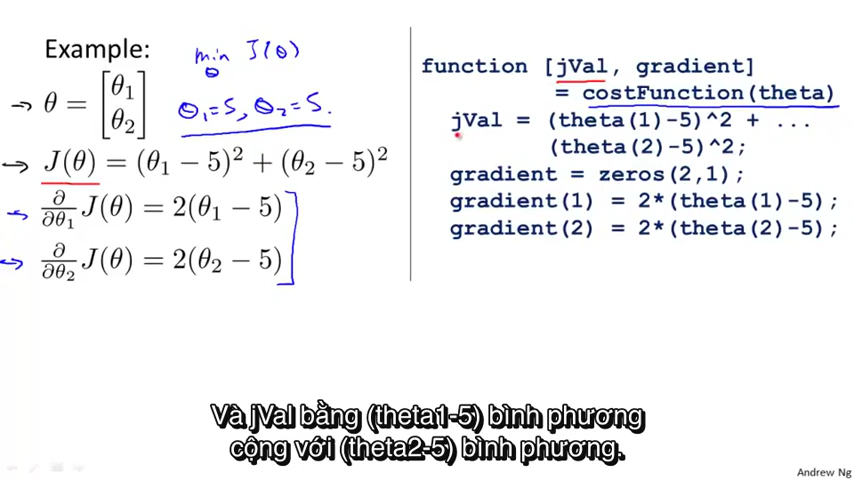 Example:
min J(θ)
θ
θ = [θ₁ θ₂]
θ₁=5, θ₂=5.
J(θ) = (θ₁ − 5)² + (θ₂ − 5)²
∂/∂θ₁ J(θ) = 2(θ₁ − 5)
∂/∂θ₂ J(θ) = 2(θ₂ − 5)
function [jVal, gradient]
= costFunction(theta)
jVal = (theta(1)-5)^2 + ...
(theta(2)-5)^2;
gradient = zeros(2,1);
gradient(1) = 2*(theta(1)-5);
gradient(2) = 2*(theta(2)-5);
Và jVal bằng (theta1-5) bình phương
cộng với (theta2-5) bình phương.
Andrew Ng